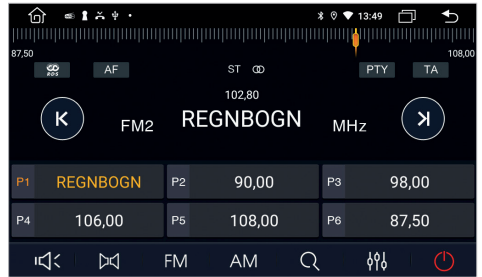 13:49
87,50 108,00
RDS AF ST PTY TA
102,80
FM2 REGNBOGN MHz
P1 REGNBOGN P2 90,00 P3 98,00
P4 106,00 P5 108,00 P6 87,50
FM AM